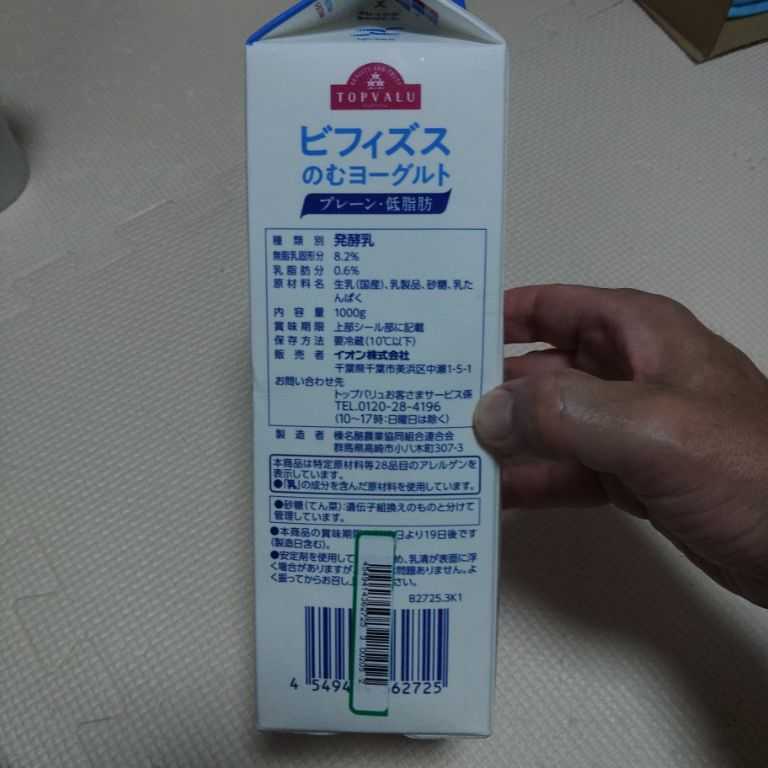 TOPVALU
ビフィズス
のむヨーグルト
プレーン・低脂肪
種類別 発酵乳
無脂乳固形分 8.2%
乳脂肪分 0.6%
原材料名 生乳(国産)、乳製品、砂糖、乳た
んぱく
内容量 1000g
賞味期限 上部シール部に記載
保存方法 要冷蔵(10℃以下)
販売者 イオン株式会社
千葉県千葉市美浜区中瀬1-5-1
お問い合わせ先
トップバリュお客さまサービス係
TEL.0120-28-4196
(10~17時:日曜日は除く)
製造者 榛名酪農業協同組合連合会
群馬県高崎市小八木町307-3
本商品は特定原材料等28品目のアレルゲンを
表示しています。
●「乳」の成分を含んだ原材料を使用しています。
●砂糖(てん菜):遺伝子組換えのものと分けて
管理しています。
●本商品の賞味期限 日より19日後です
(製造日含む)。
●安定剤を使用して め、乳清が表面に浮
く場合がありますが 問題ありません。よ
く振ってからお召し上 さい。
B2725.3K1
4 5494 62725